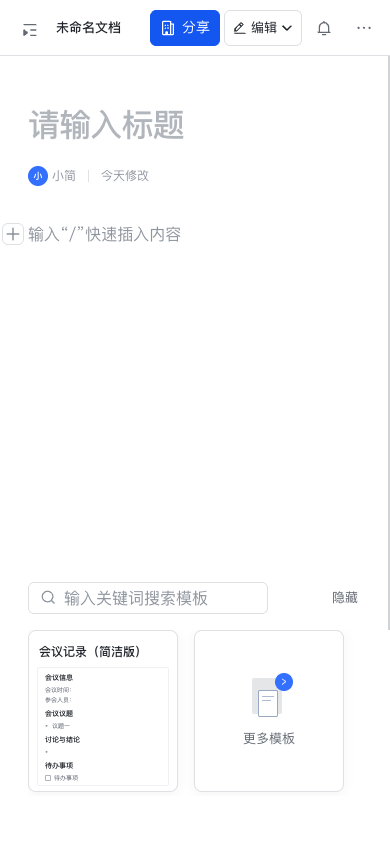 未命名文档
分享
编辑
请输入标题
小
小简
今天修改
输入“/”快速插入内容
输入关键词搜索模板
隐藏
会议记录（简洁版）
会议信息
会议时间：
参会人员：
会议议题
• 议题一
讨论与结论
•
待办事项
待办事项
更多模板